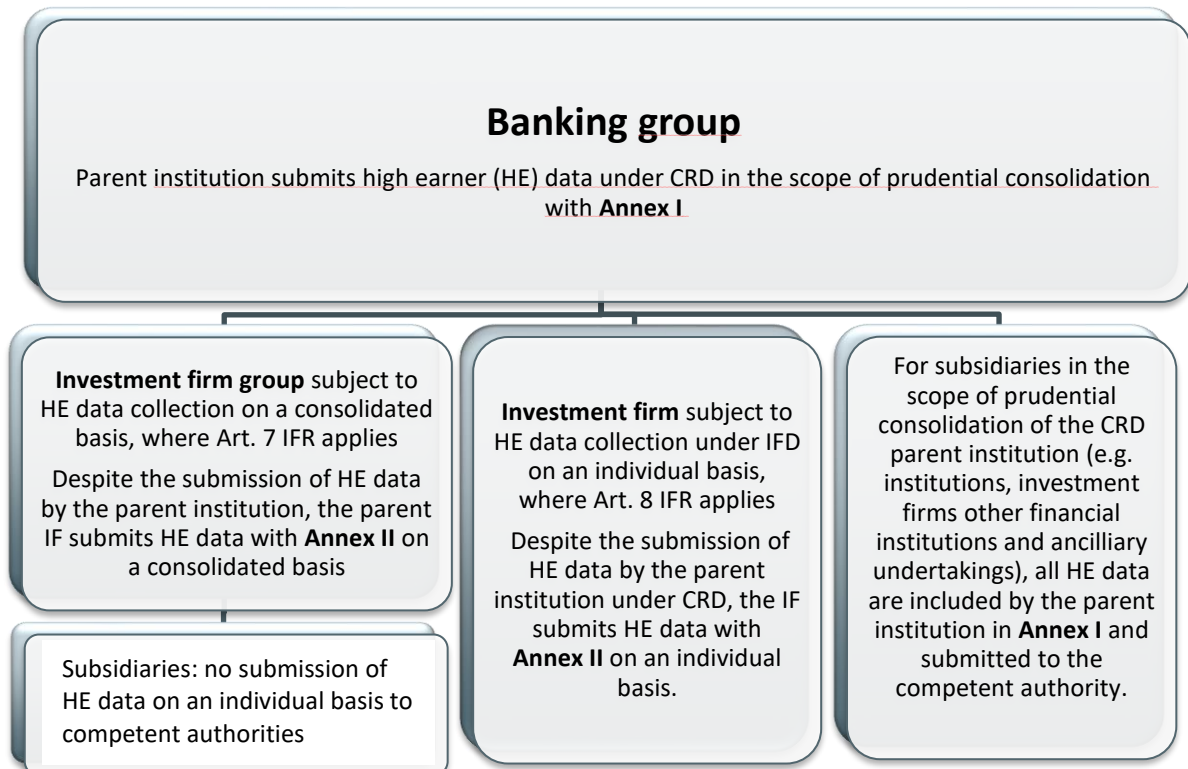 Banking group
Parent institution submits high earner (HE) data under CRD in the scope of prudential consolidation
with Annex I
Investment firm group subject to
HE data collection on a consolidated
basis, where Art. 7 IFR applies
Despite the submission of HE data
by the parent institution, the parent
IF submits HE data with Annex II on
a consolidated basis
Subsidiaries: no submission of
HE data on an individual basis to
competent authorities
Investment firm subject to
HE data collection under IFD
on an individual basis,
where Art. 8 IFR applies
Despite the submission of
HE data by the parent
institution under CRD, the IF
submits HE data with
Annex II on an individual
basis.
For subsidiaries in the
scope of prudential
consolidation of the CRD
parent institution (e.g.
institutions, investment
firms other financial
institutions and ancilliary
undertakings), all HE data
are included by the parent
institution in Annex I and
submitted to the
competent authority.